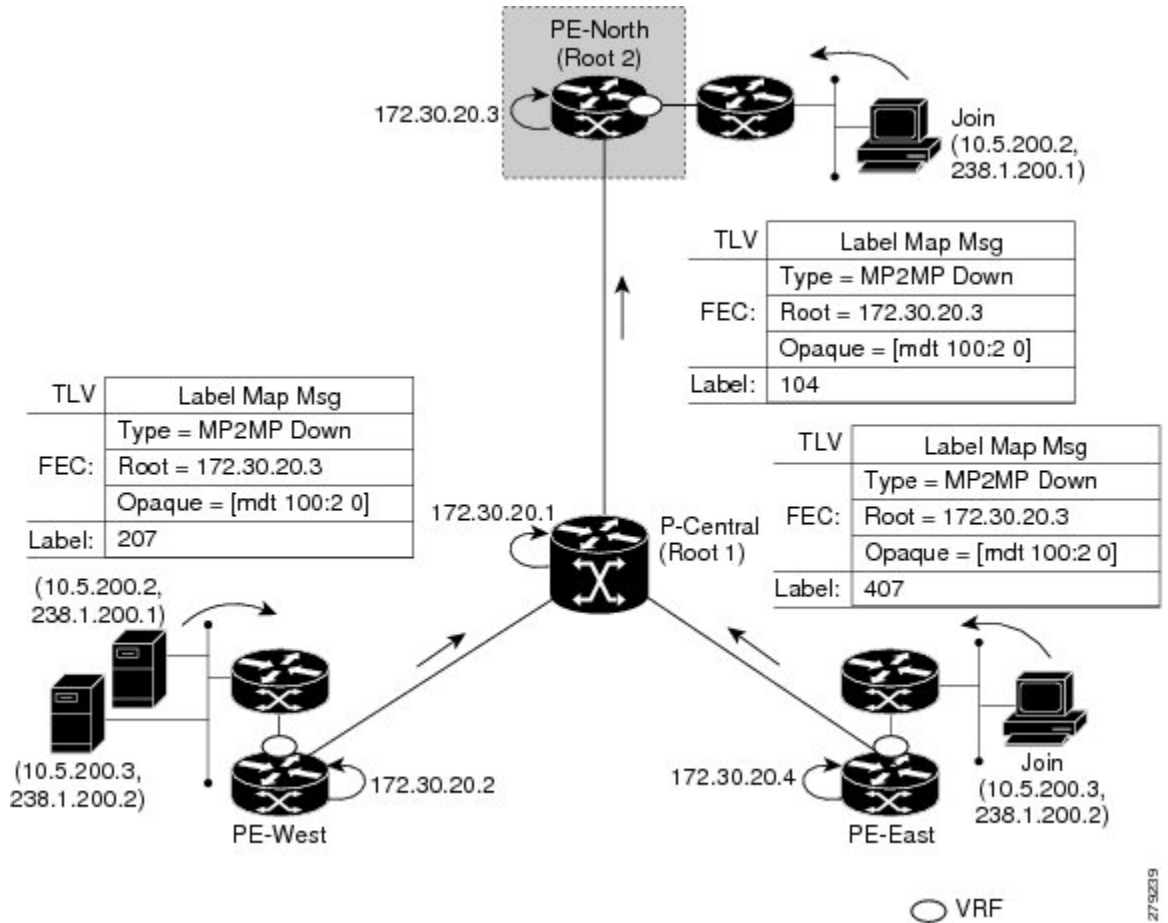 PE-North
(Root 2)
172.30.20.3
Join
(10.5.200.2,
238.1.200.1)
TLV Label Map Msg
Type = MP2MP Down
FEC: Root = 172.30.20.3
Opaque = [mdt 100:2 0]
Label: 104
TLV Label Map Msg
Type = MP2MP Down
FEC: Root = 172.30.20.3
Opaque = [mdt 100:2 0]
Label: 207
TLV Label Map Msg
Type = MP2MP Down
FEC: Root = 172.30.20.3
Opaque = [mdt 100:2 0]
Label: 407
172.30.20.1
P-Central
(Root 1)
(10.5.200.2,
238.1.200.1)
(10.5.200.3,
238.1.200.2)
172.30.20.2
PE-West
172.30.20.4
PE-East
Join
(10.5.200.3,
238.1.200.2)
VRF
279239